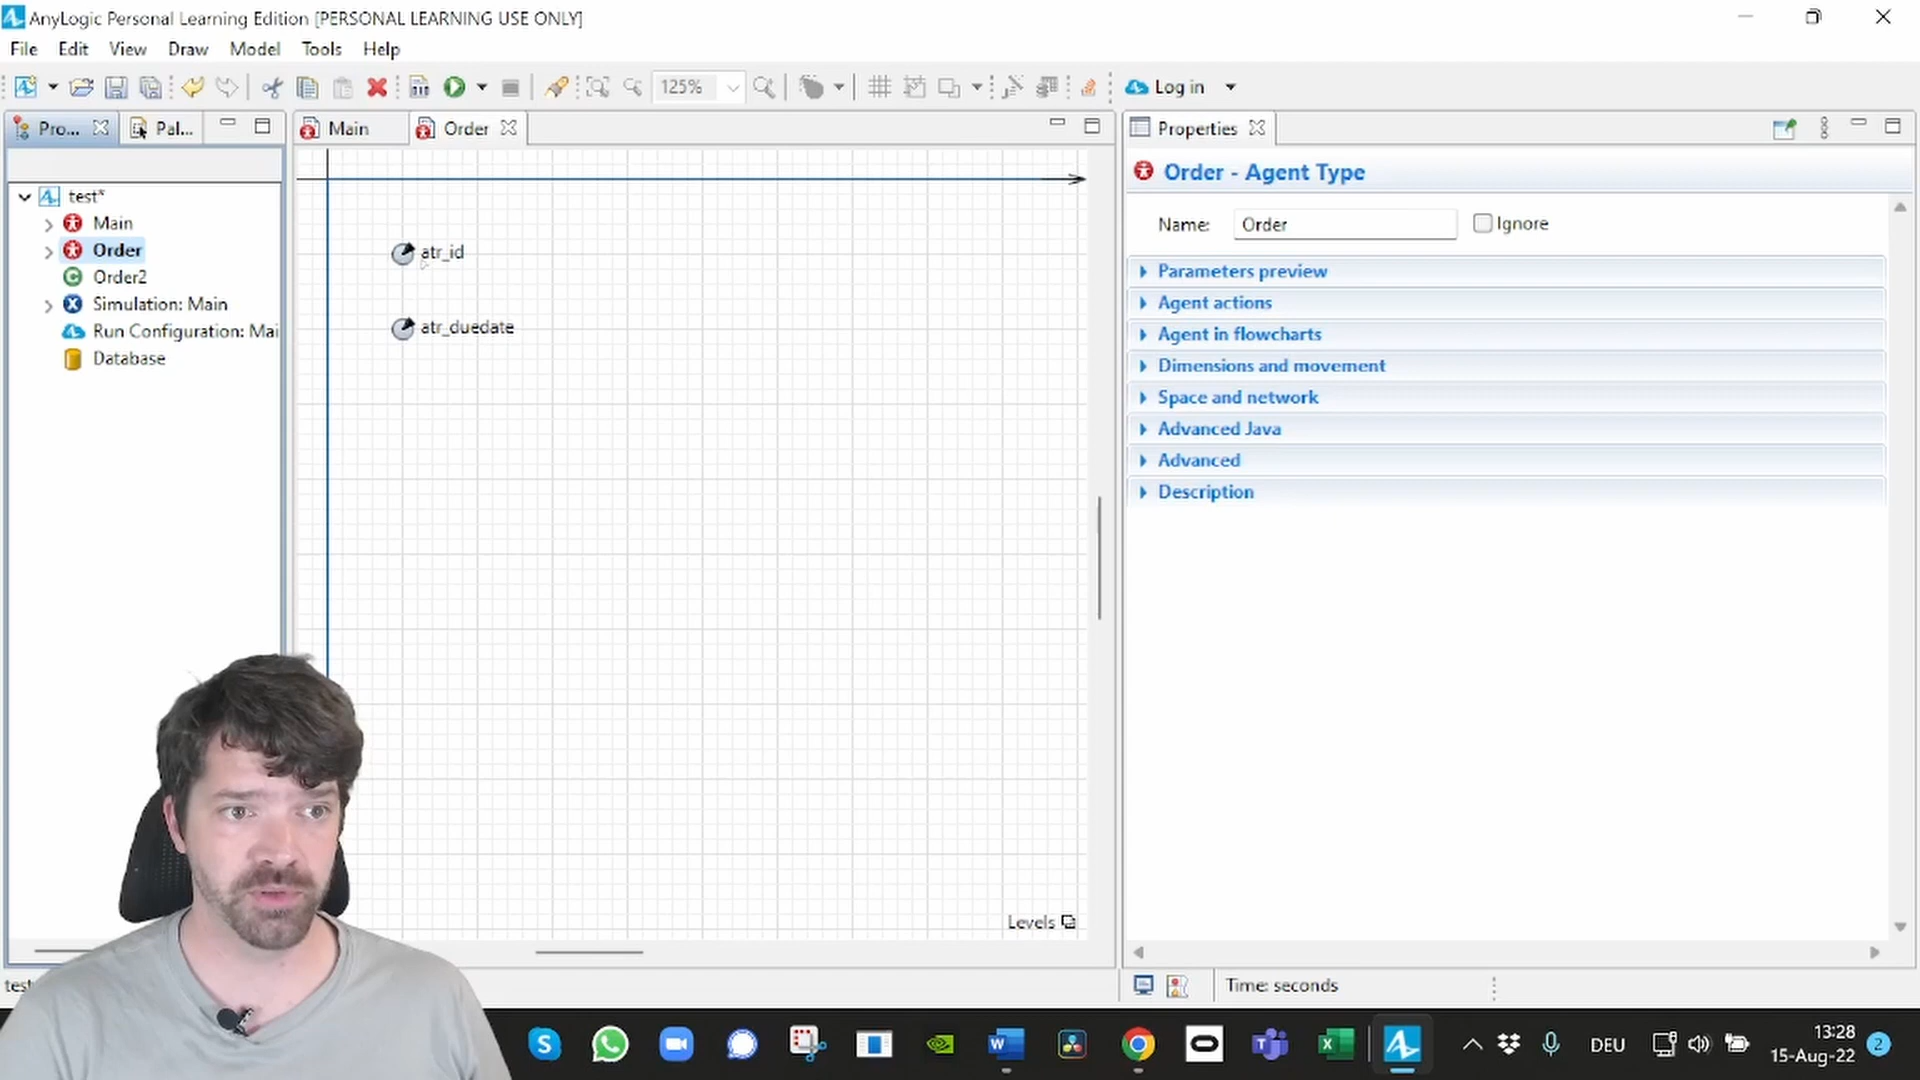 AnyLogic Personal Learning Edition [PERSONAL LEARNING USE ONLY]
File Edit View Draw Model Tools Help
125%
Log in
Pro...
Pal...
Main
Order
Properties
test*
Main
Order
Order2
Simulation: Main
Run Configuration: Mai
Database
atr_id
atr_duedate
Levels
Order - Agent Type
Name:
Order
Ignore
Parameters preview
Agent actions
Agent in flowcharts
Dimensions and movement
Space and network
Advanced Java
Advanced
Description
test
Time: seconds
DEU
13:28
15-Aug-22
2